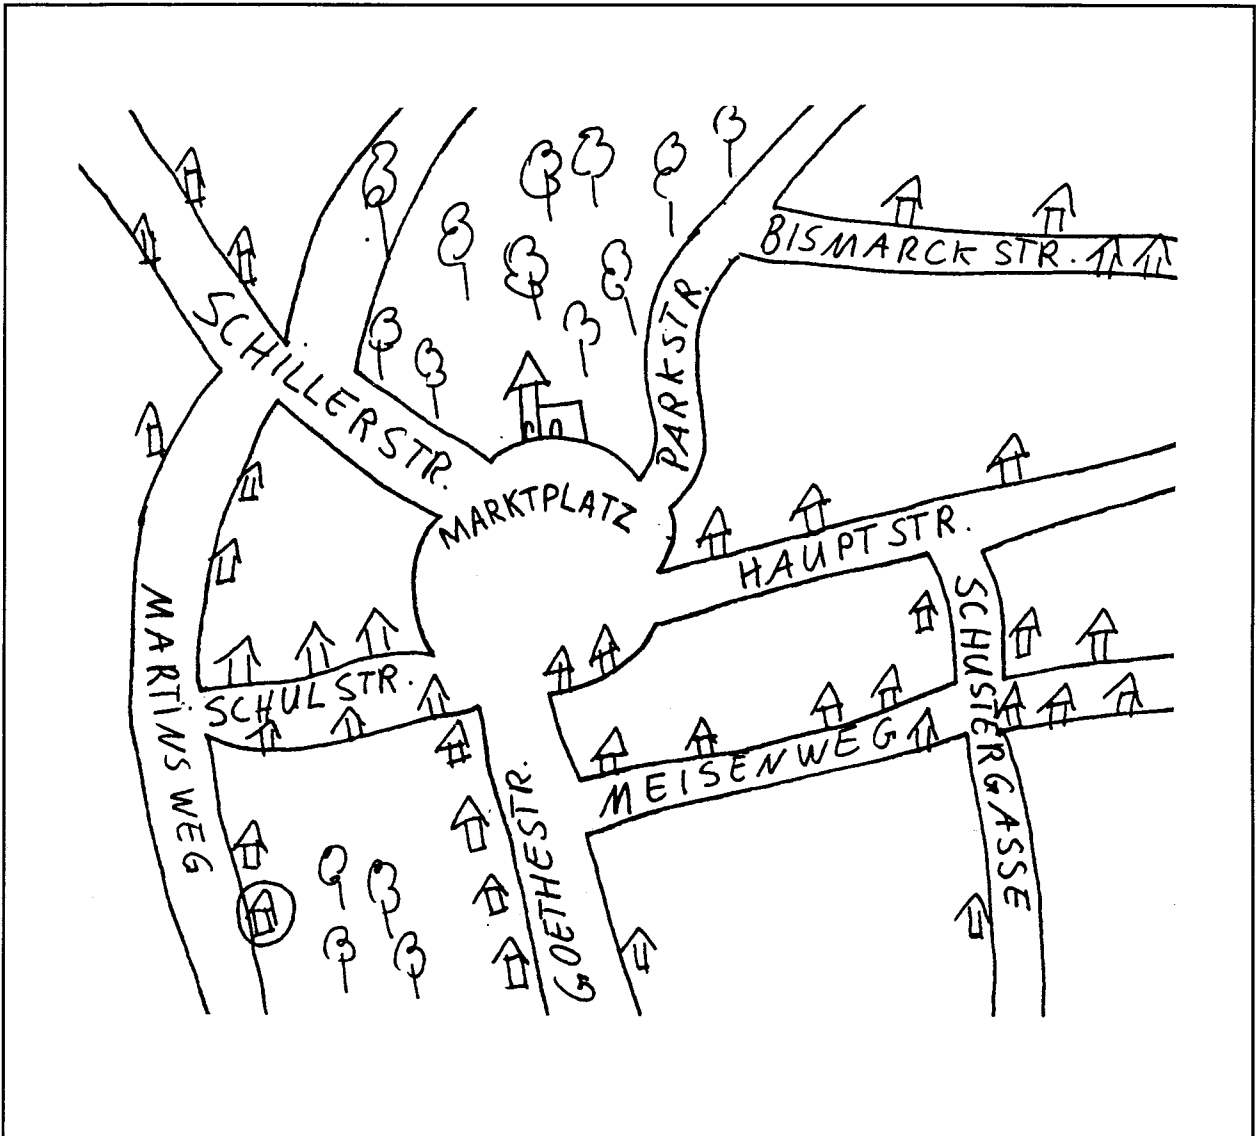 BISMARCK STR.
SCHILLERSTR.
PARKSTR.
MARKTPLATZ
HAUPTSTR.
MARTINSWEG
SCHULSTR.
SCHUSTERGASSE
MEISENWEG
GOETHESTR.